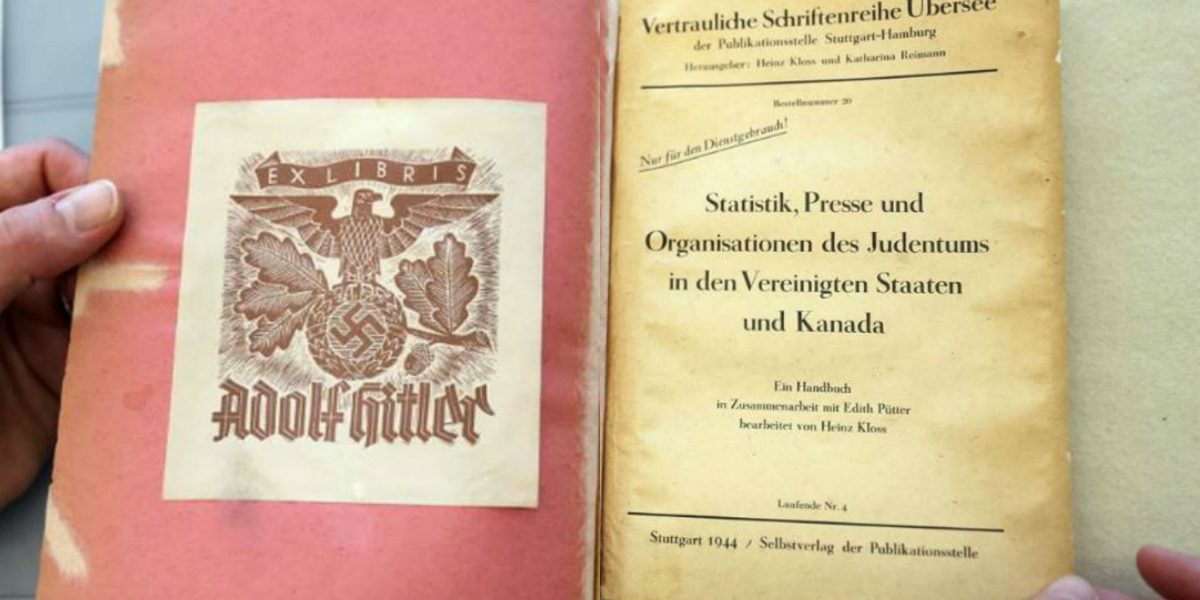 EX LIBRIS
Adolf Hitler
Vertrauliche Schriftenreihe Übersee
der Publikationsstelle Stuttgart-Hamburg
Herausgeber: Heinz Kloss und Katharina Reimann
Bestellnummer 20
Nur für den Dienstgebrauch!
Statistik, Presse und
Organisationen des Judentums
in den Vereinigten Staaten
und Kanada
Ein Handbuch
in Zusammenarbeit mit Edith Pütter
bearbeitet von Heinz Kloss
Laufende Nr. 4
Stuttgart 1944 / Selbstverlag der Publikationsstelle